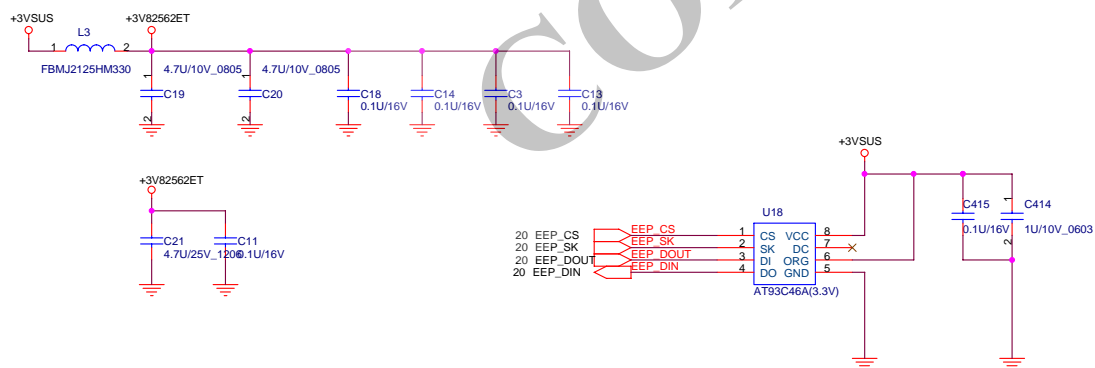 +3VSUS
L3
+3V82562ET
1
2
FBMJ2125HM330
4.7U/10V_0805
4.7U/10V_0805
1
C19
2
1
C20
2
C18
0.1U/16V
C14
0.1U/16V
C3
0.1U/16V
C13
0.1U/16V
+3V82562ET
C21
4.7U/25V_1206
C11
0.1U/16V
+3VSUS
U18
20 EEP_CS
EEP_CS
1
CS
VCC
8
20 EEP_SK
EEP_SK
2
SK
DC
7
20 EEP_DOUT
EEP_DOUT
3
DI
ORG
6
20 EEP_DIN
EEP_DIN
4
DO
GND
5
AT93C46A(3.3V)
C415
0.1U/16V
1
C414
2
1U/10V_0603